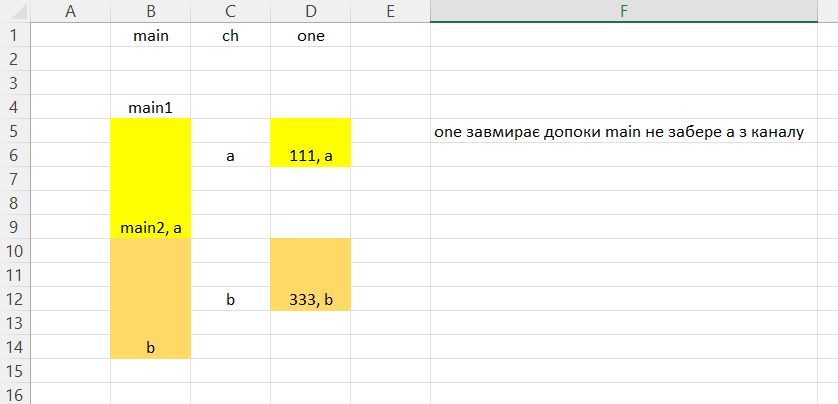 A B C D E F
1 main ch one
2
3
4 main1
5 one завмирає допоки main не забере а з каналу
6 a 111, a
7
8
9 main2, a
10
11
12 b 333, b
13
14 b
15
16